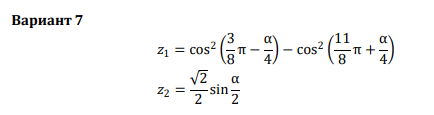 Вариант 7
z₁ = cos²(3/8 π − α/4) − cos²(11/8 π + α/4)
z₂ = √2/2 sin α/2